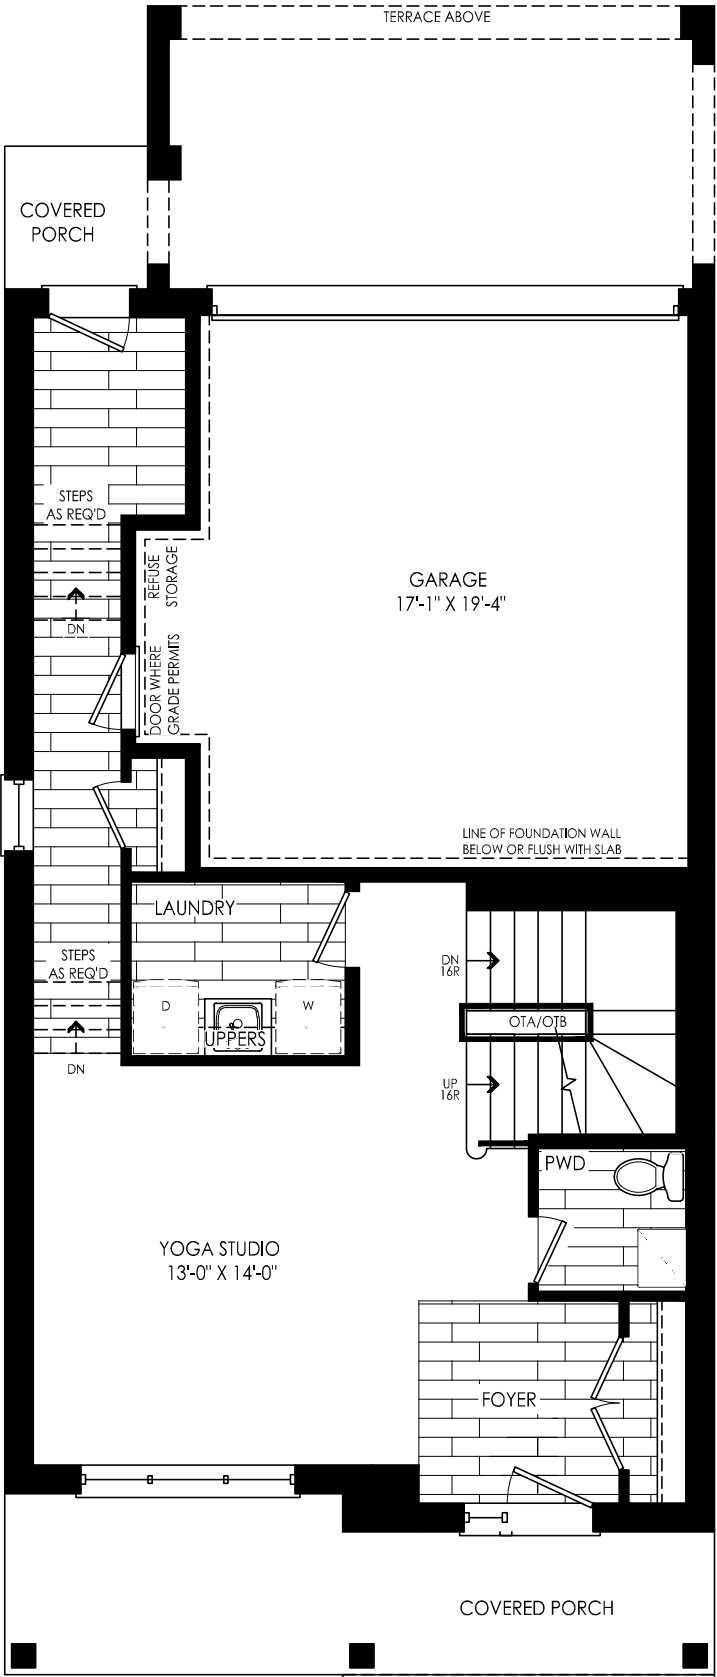 TERRACE ABOVE
COVERED
PORCH
STEPS
AS REQ'D
REFUSE
STORAGE
GARAGE
17'-1" X 19'-4"
DN
DOOR WHERE
GRADE PERMITS
LINE OF FOUNDATION WALL
BELOW OR FLUSH WITH SLAB
LAUNDRY
STEPS
AS REQ'D
DN
16R
D
W
UPPERS
OTA/OTB
DN
UP
16R
PWD
YOGA STUDIO
13'-0" X 14'-0"
FOYER
COVERED PORCH